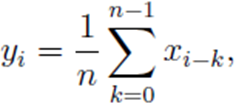 y_i = \frac{1}{n} \sum_{k=0}^{n-1} x_{i-k},